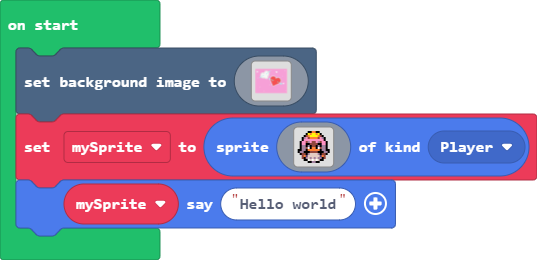 on start
set background image to
set mySprite to sprite of kind Player
mySprite say "Hello world"